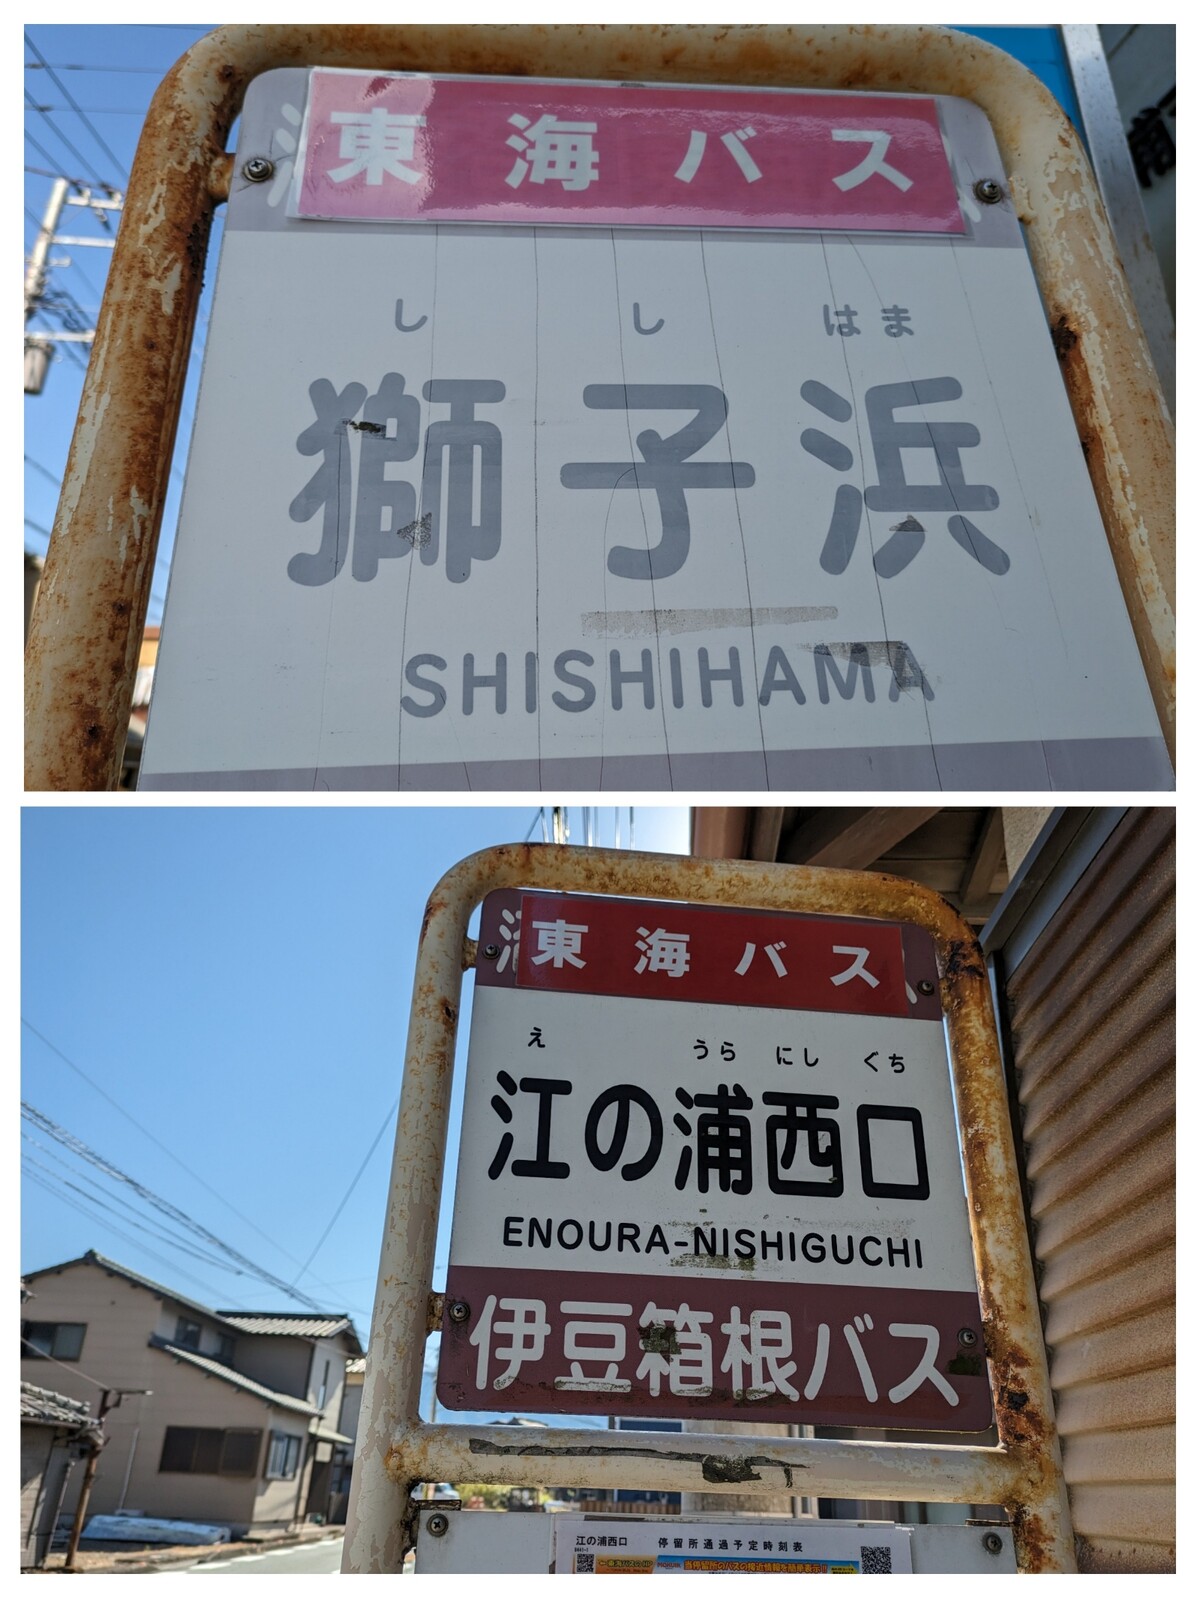 東海バス
し し はま
獅子浜
SHISHIHAMA
東海バス
え うら にし ぐち
江の浦西口
ENOURA-NISHIGUCHI
伊豆箱根バス
江の浦西口 停留所通過予定時刻表